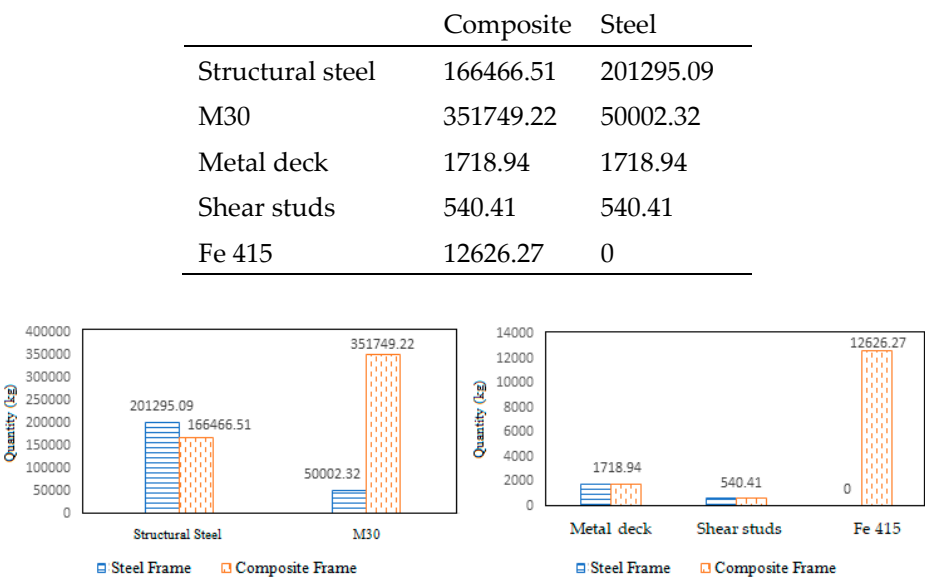 Composite Steel
Structural steel 166466.51 201295.09
M30 351749.22 50002.32
Metal deck 1718.94 1718.94
Shear studs 540.41 540.41
Fe 415 12626.27 0
400000
350000
300000
250000
200000
150000
100000
50000
0
Quantity (kg)
201295.09
166466.51
50002.32
351749.22
Structural Steel M30
Steel Frame Composite Frame
14000
12000
10000
8000
6000
4000
2000
0
Quantity (kg)
1718.94
540.41
0
12626.27
Metal deck Shear studs Fe 415
Steel Frame Composite Frame